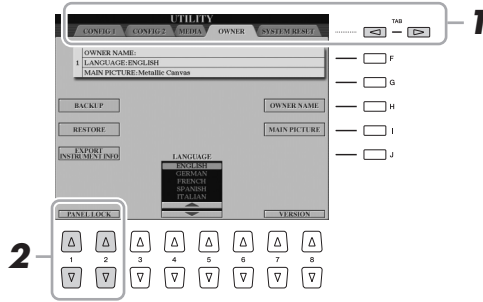 UTILITY
CONFIG 1 CONFIG 2 MEDIA OWNER SYSTEM RESET
TAB
1
OWNER NAME:
1 LANGUAGE:ENGLISH
MAIN PICTURE:Metallic Canvas
F
G
BACKUP OWNER NAME H
RESTORE MAIN PICTURE I
EXPORT
INSTRUMENT INFO
J
LANGUAGE
ENGLISH
GERMAN
FRENCH
SPANISH
ITALIAN
PANEL LOCK VERSION
2
1 2 3 4 5 6 7 8